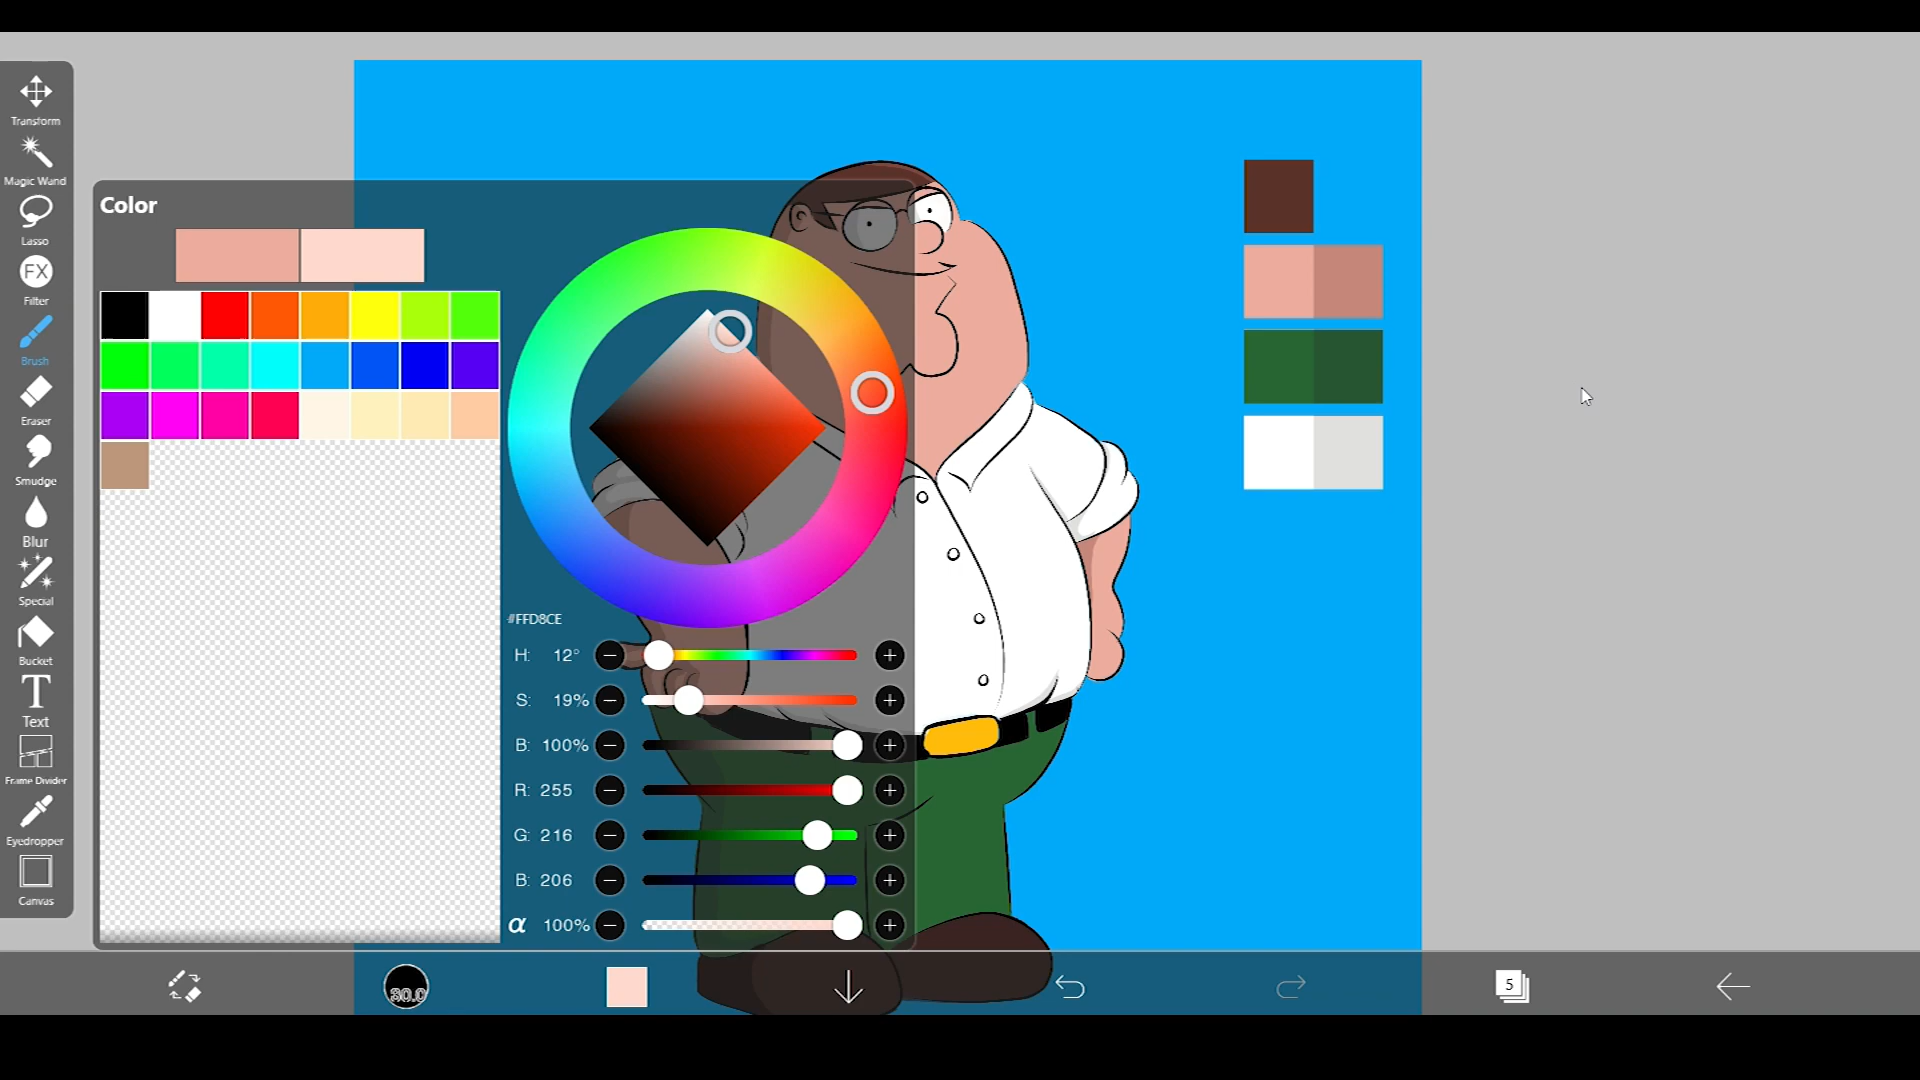 Transform
Magic Wand
Lasso
FX
Filter
Brush
Eraser
Smudge
Blur
Special
Bucket
T
Text
Frame Divider
Eyedropper
Canvas
Color
#FFD8CE
H: 12°
S: 19%
B: 100%
R: 255
G: 216
B: 206
α 100%
30.0
5